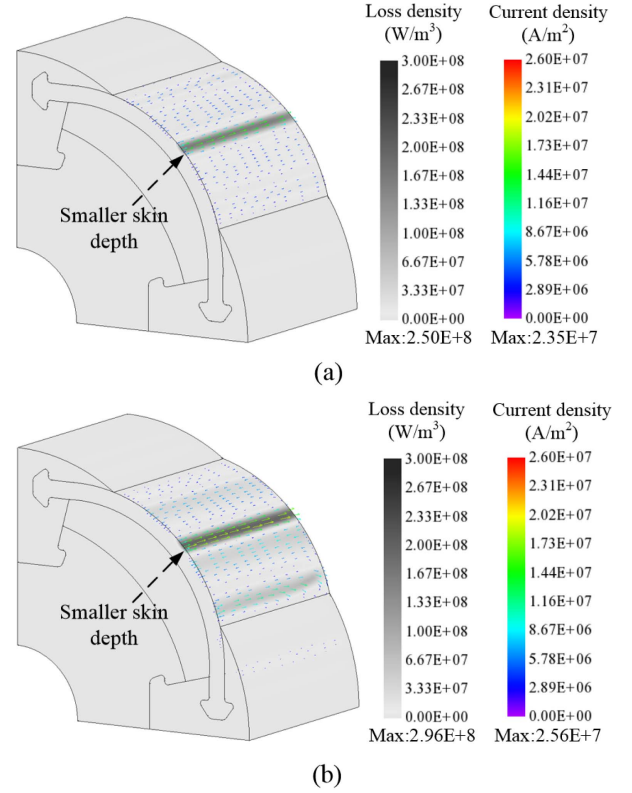 Loss density
(W/m³)
Current density
(A/m²)
3.00E+08
2.67E+08
2.33E+08
2.00E+08
1.67E+08
1.33E+08
1.00E+08
6.67E+07
3.33E+07
0.00E+00
Max:2.50E+8
2.60E+07
2.31E+07
2.02E+07
1.73E+07
1.44E+07
1.16E+07
8.67E+06
5.78E+06
2.89E+06
0.00E+00
Max:2.35E+7
Smaller skin
depth
(a)
Loss density
(W/m³)
Current density
(A/m²)
3.00E+08
2.67E+08
2.33E+08
2.00E+08
1.67E+08
1.33E+08
1.00E+08
6.67E+07
3.33E+07
0.00E+00
Max:2.96E+8
2.60E+07
2.31E+07
2.02E+07
1.73E+07
1.44E+07
1.16E+07
8.67E+06
5.78E+06
2.89E+06
0.00E+00
Max:2.56E+7
Smaller skin
depth
(b)